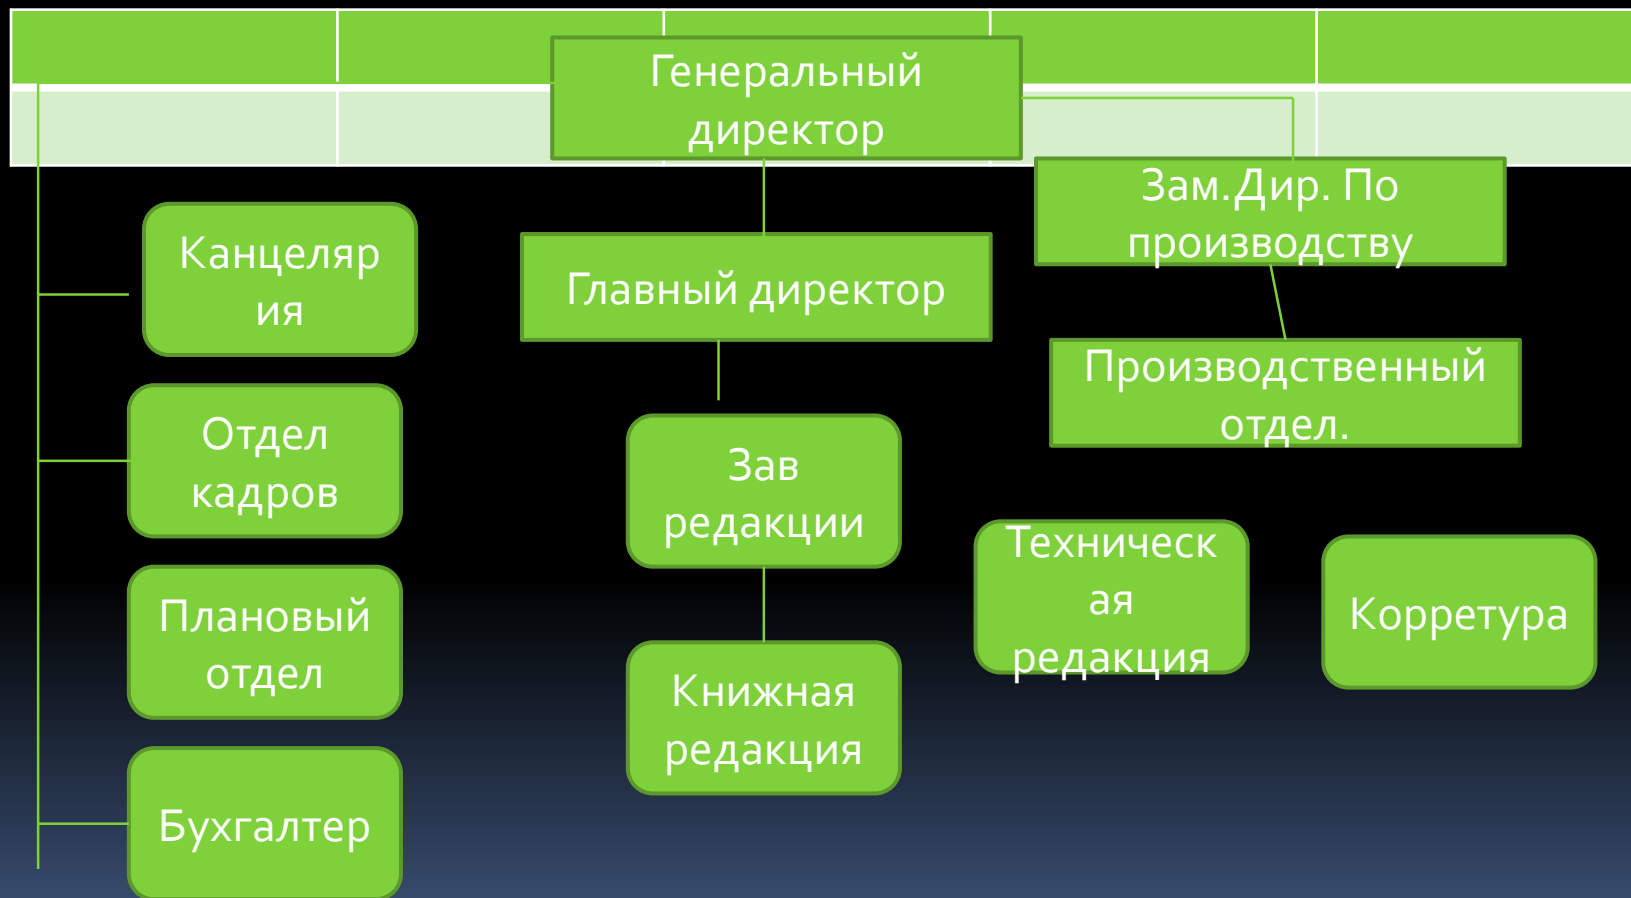 Генеральный
директор
Зам.Дир. По
производству
Канцеляр
ия
Главный директор
Производственный
отдел.
Отдел
кадров
Зав
редакции
Техническ
ая
редакция
Корретура
Плановый
отдел
Книжная
редакция
Бухгалтер